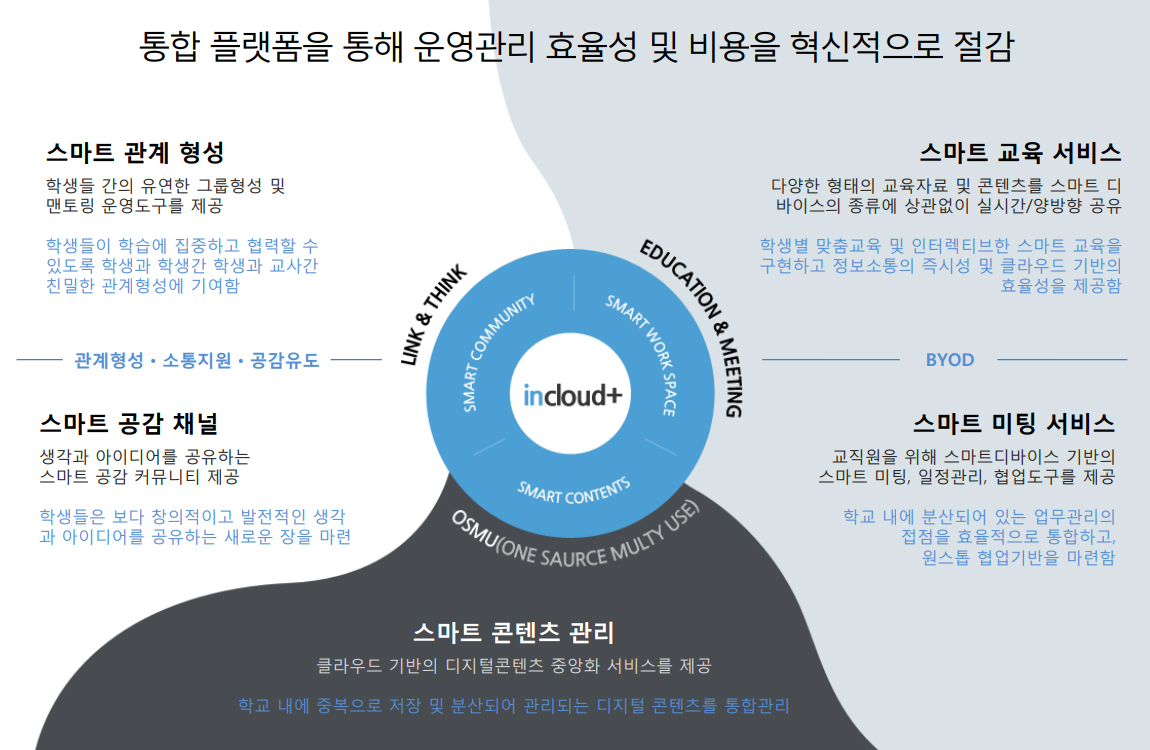 통합 플랫폼을 통해 운영관리 효율성 및 비용을 혁신적으로 절감
스마트 관계 형성
학생들 간의 유연한 그룹형성 및
맨토링 운영도구를 제공
학생들이 학습에 집중하고 협력할 수
있도록 학생과 학생간 학생과 교사간
친밀한 관계형성에 기여함
관계형성 • 소통지원 • 공감유도
스마트 공감 채널
생각과 아이디어를 공유하는
스마트 공감 커뮤니티 제공
학생들은 보다 창의적이고 발전적인 생각
과 아이디어를 공유하는 새로운 장을 마련
LINK & THINK
EDUCATION & MEETING
SMART COMMUNITY
SMART WORK SPACE
incloud+
SMART CONTENTS
OSMU(ONE SAURCE MULTY USE)
스마트 교육 서비스
다양한 형태의 교육자료 및 콘텐츠를 스마트 디
바이스의 종류에 상관없이 실시간/양방향 공유
학생별 맞춤교육 및 인터렉티브한 스마트 교육을
구현하고 정보소통의 즉시성 및 클라우드 기반의
효율성을 제공함
BYOD
스마트 미팅 서비스
교직원을 위해 스마트디바이스 기반의
스마트 미팅, 일정관리, 협업도구를 제공
학교 내에 분산되어 있는 업무관리의
접점을 효율적으로 통합하고,
원스톱 협업기반을 마련함
스마트 콘텐츠 관리
클라우드 기반의 디지털콘텐츠 중앙화 서비스를 제공
학교 내에 중복으로 저장 및 분산되어 관리되는 디지털 콘텐츠를 통합관리